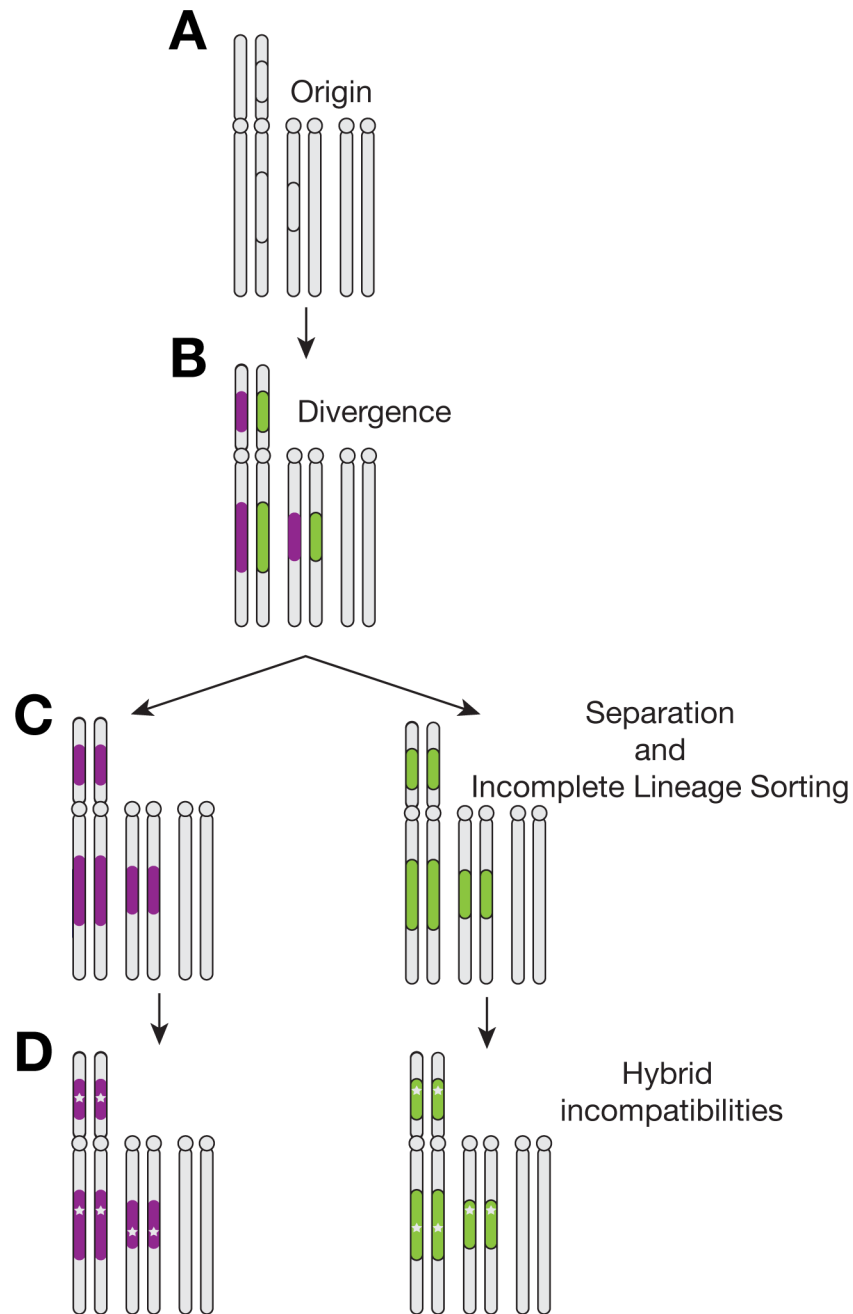 A
Origin
B
Divergence
C
Separation
and
Incomplete Lineage Sorting
D
Hybrid
incompatibilities